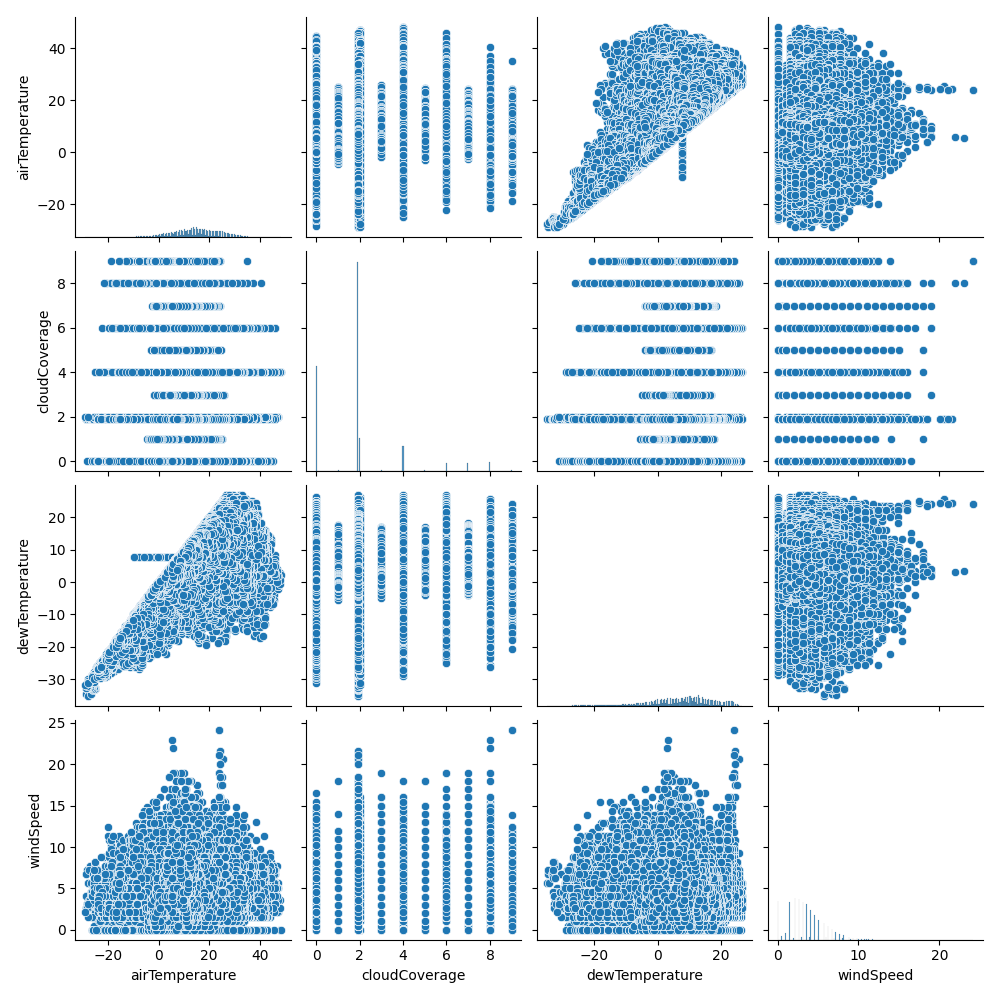 airTemperature
40
20
0
−20
cloudCoverage
8
6
4
2
0
dewTemperature
20
10
0
−10
−20
−30
windSpeed
25
20
15
10
5
0
−20 0 20 40
0 2 4 6 8
−20 0 20
0 10 20
airTemperature cloudCoverage dewTemperature windSpeed